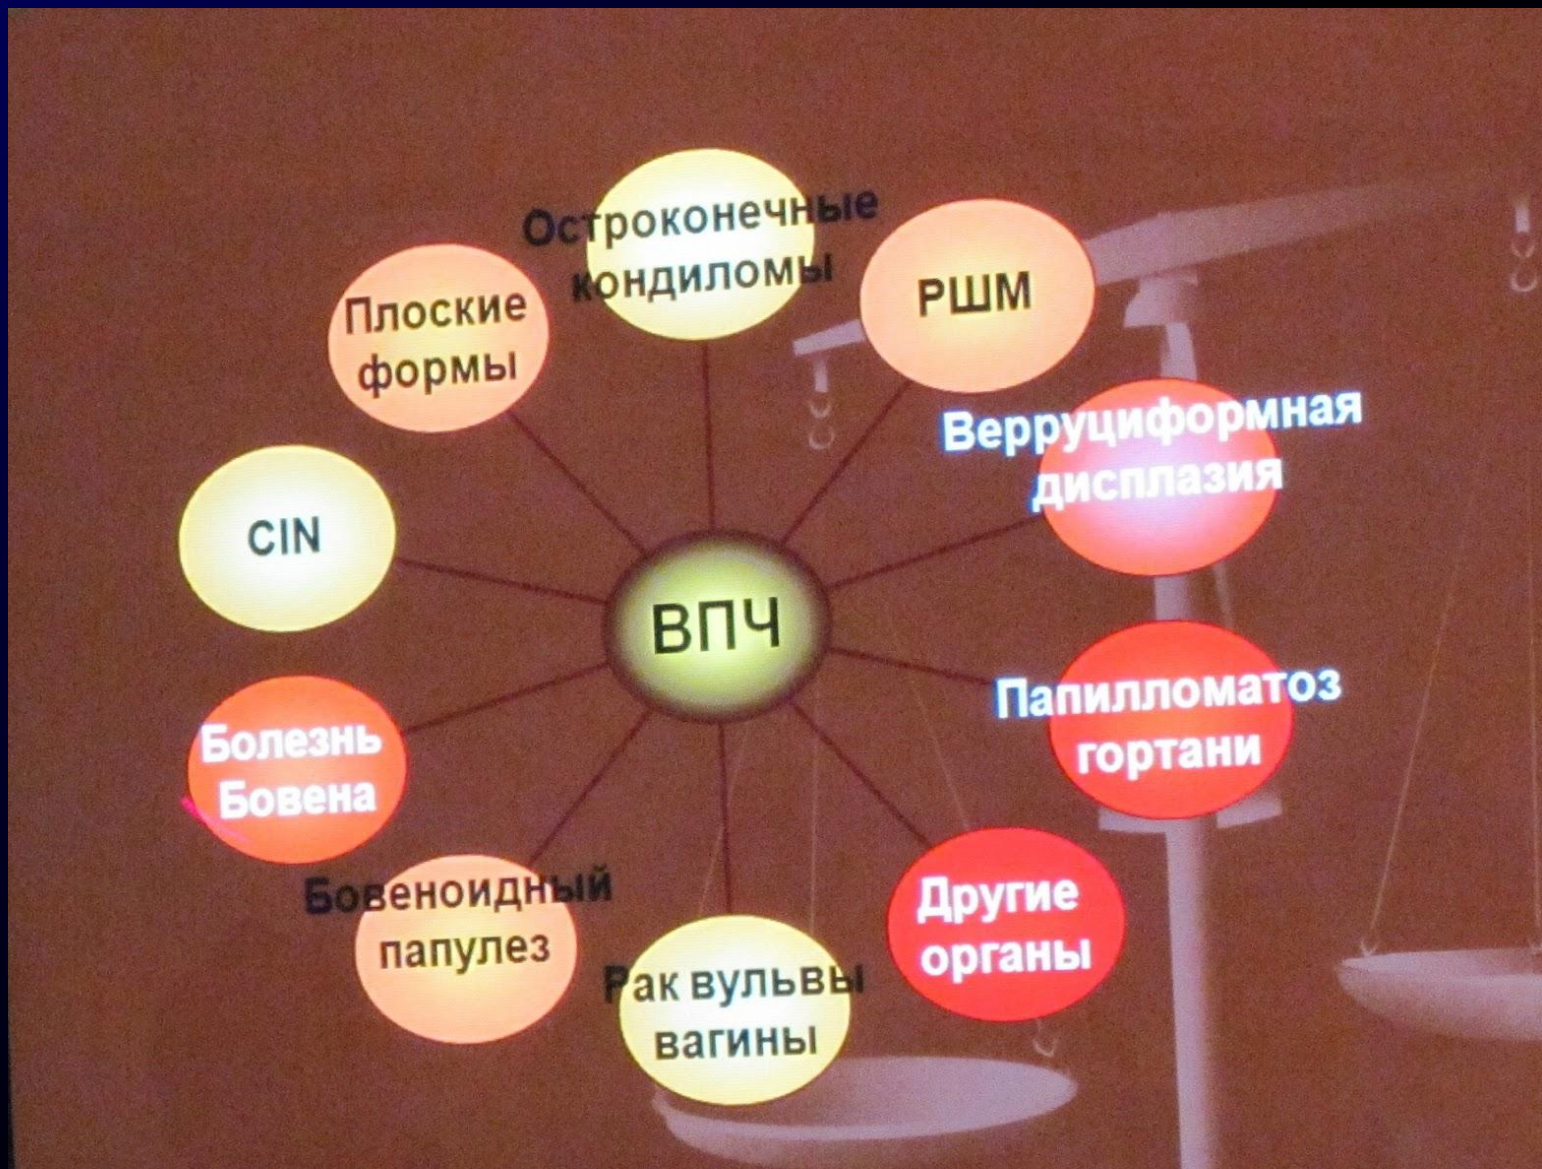 Остроконечные
кондиломы
РШМ
Плоские
формы
Верруциформная
дисплазия
CIN
ВПЧ
Папилломатоз
гортани
Болезнь
Бовена
Бовеноидный
папулез
Другие
органы
Рак вульвы
вагины